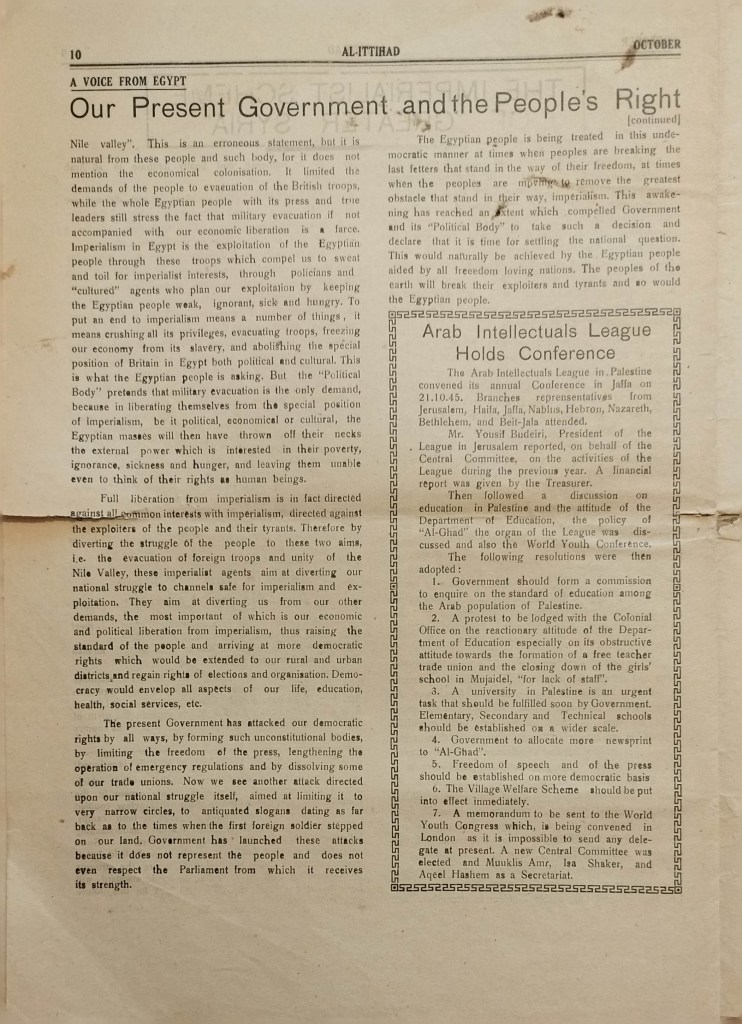 10
AL-ITTIHAD
OCTOBER
A VOICE FROM EGYPT
Our Present Government and the People's Right
[continued]
Nile valley". This is an erroneous statement, but it is
natural from these people and such body, for it does not
mention the economical colonisation. It limited the
demands of the people to evacuation of the British troops,
while the whole Egyptian people with its press and true
leaders still stress the fact that military evacuation if not
accompanied with our economic liberation is a farce.
Imperialism in Egypt is the exploitation of the Egyptian
people through these troops which compel us to sweat
and toil for imperialist interests, through policians and
"cultured" agents who plan our exploitation by keeping
the Egyptian people weak, ignorant, sick and hungry. To
put an end to imperialism means a number of things, it
means crushing all its privileges, evacuating troops, freezing
our economy from its slavery, and abolishing the special
position of Britain in Egypt both political and cultural. This
is what the Egyptian people is asking. But the "Political
Body" pretends that military evacuation is the only demand,
because in liberating themselves from the special position
of imperialism, be it political, economical or cultural, the
Egyptian masses will then have thrown off their necks
the external power which is interested in their poverty,
ignorance, sickness and hunger, and leaving them unable
even to think of their rights as human beings.
Full liberation from imperialism is in fact directed
against all common interests with imperialism, directed against
the exploiters of the people and their tyrants. Therefore by
diverting the struggle of the people to these two aims,
i.e. the evacuation of foreign troops and unity of the
Nile Valley, these imperialist agents aim at diverting our
national struggle to channels safe for imperialism and ex-
ploitation. They aim at diverting us from our other
demands, the most important of which is our economic
and political liberation from imperialism, thus raising the
standard of the people and arriving at more democratic
rights which would be extended to our rural and urban
districts and regain rights of elections and organisation. Demo-
cracy would envelop all aspects of our life, education,
health, social services, etc.
The present Government has attacked our democratic
rights by all ways, by forming such unconstitutional bodies,
by limiting the freedom of the press, lengthening the
operation of emergency regulations and by dissolving some
of our trade unions. Now we see another attack directed
upon our national struggle itself, aimed at limiting it to
very narrow circles, to antiquated slogans dating as far
back as to the times when the first foreign soldier stepped
on our land. Government has launched these attacks
because it does not represent the people and does not
even respect the Parliament from which it receives
its strength.
The Egyptian people is being treated in this unde-
mocratic manner at times when peoples are breaking the
last fetters that stand in the way of their freedom, at times
when the peoples are moving to remove the greatest
obstacle that stand in their way, imperialism. This awake-
ning has reached an extent which compelled Government
and its "Political Body" to take such a decision and
declare that it is time for settling the national question.
This would naturally be achieved by the Egyptian people
aided by all freeedom loving nations. The peoples of the
earth will break their exploiters and tyrants and so would
the Egyptian people.
Arab Intellectuals League
Holds Conference
The Arab Intellectuals League in Palestine
convened its annual Conference in Jaffa on
21.10.45. Branches reprensentatives from
Jerusalem, Haifa, Jaffa, Nablus, Hebron, Nazareth,
Bethlehem, and Beit-Jala attended.
Mr. Yousif Budeiri, President of the
League in Jerusalem reported, on behalf of the
Central Committee, on the activities of the
League during the previous year. A financial
report was given by the Treasurer.
Then followed a discussion on
education in Palestine and the attitude of the
Department of Education, the policy of
"Al-Ghad" the organ of the League was dis-
cussed and also the World Youth Conference.
The following resolutions were then
adopted :
1. Government should form a commission
to enquire on the standard of education among
the Arab population of Palestine.
2. A protest to be lodged with the Colonial
Office on the reactionary attitude of the Depar-
tment of Education especially on its obstructive
attitude towards the formation of a free teacher
trade union and the closing down of the girls'
school in Mujaidel, "for lack of staff".
3. A university in Palestine is an urgent
task that should be fulfilled soon by Government.
Elementary, Secondary and Technical schools
should be established on a wider scale.
4. Government to allocate more newsprint
to "Al-Ghad".
5. Freedom of speech and of the press
should be established on more democratic basis
6. The Village Welfare Scheme should be put
into effect inmediately.
7. A memorandum to be sent to the World
Youth Congress which, is being convened in
London as it is impossible to send any dele-
gate at present. A new Central Committee was
elected and Muuklis Amr, Isa Shaker, and
Aqeel Hashem as a Secretariat.